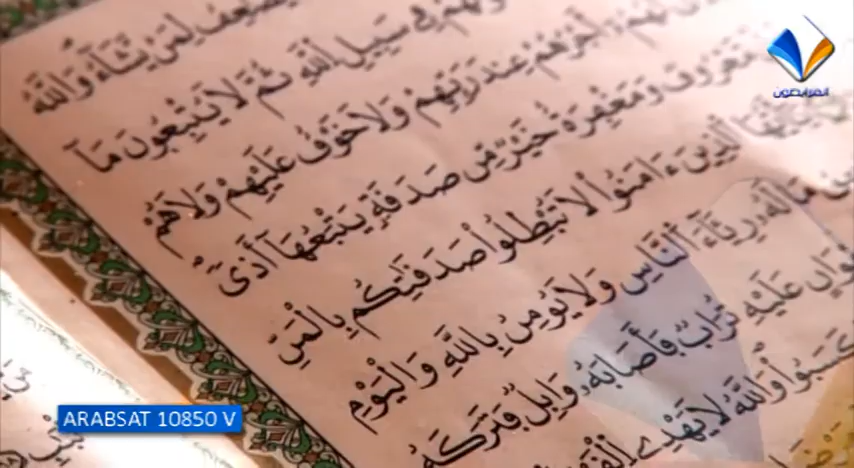 يُضَٰعِفُ لِمَن يَشَآءُ وَٱللَّهُ
فِى سَبِيلِ ٱللَّهِ ثُمَّ لَا يُتْبِعُونَ مَآ
لَّهُمْ أَجْرُهُمْ عِندَ رَبِّهِمْ وَلَا خَوْفٌ عَلَيْهِمْ وَلَا هُمْ
مَّعْرُوفٌ وَمَغْفِرَةٌ خَيْرٌ مِّن صَدَقَةٍ يَتْبَعُهَآ أَذًى
يَٰٓأَيُّهَا ٱلَّذِينَ ءَامَنُوا۟ لَا تُبْطِلُوا۟ صَدَقَٰتِكُم بِٱلْمَنِّ
مَالَهُۥ رِئَآءَ ٱلنَّاسِ وَلَا يُؤْمِنُ بِٱللَّهِ وَٱلْيَوْمِ
عَلَيْهِ تُرَابٌ فَأَصَابَهُۥ وَابِلٌ فَتَرَكَهُۥ
كَسَبُوا۟ وَٱللَّهُ لَا يَهْدِى
المرابطون
ARABSAT 10850 V